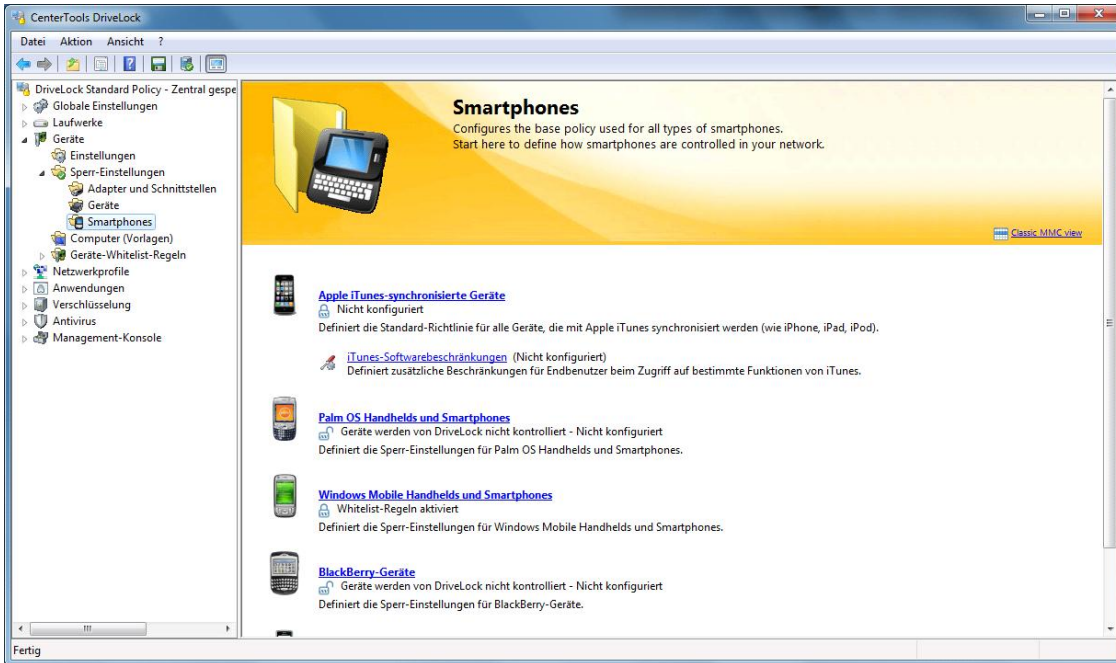 CenterTools DriveLock
Datei Aktion Ansicht ?
DriveLock Standard Policy - Zentral gespe
Globale Einstellungen
Laufwerke
Geräte
Einstellungen
Sperr-Einstellungen
Adapter und Schnittstellen
Geräte
Smartphones
Computer (Vorlagen)
Geräte-Whitelist-Regeln
Netzwerkprofile
Anwendungen
Verschlüsselung
Antivirus
Management-Konsole
Smartphones
Configures the base policy used for all types of smartphones.
Start here to define how smartphones are controlled in your network.
Classic MMC view
Apple iTunes-synchronisierte Geräte
Nicht konfiguriert
Definiert die Standard-Richtlinie für alle Geräte, die mit Apple iTunes synchronisiert werden (wie iPhone, iPad, iPod).
iTunes-Softwarebeschränkungen (Nicht konfiguriert)
Definiert zusätzliche Beschränkungen für Endbenutzer beim Zugriff auf bestimmte Funktionen von iTunes.
Palm OS Handhelds und Smartphones
Geräte werden von DriveLock nicht kontrolliert - Nicht konfiguriert
Definiert die Sperr-Einstellungen für Palm OS Handhelds und Smartphones.
Windows Mobile Handhelds und Smartphones
Whitelist-Regeln aktiviert
Definiert die Sperr-Einstellungen für Windows Mobile Handhelds und Smartphones.
BlackBerry-Geräte
Geräte werden von DriveLock nicht kontrolliert - Nicht konfiguriert
Definiert die Sperr-Einstellungen für BlackBerry-Geräte.
Fertig